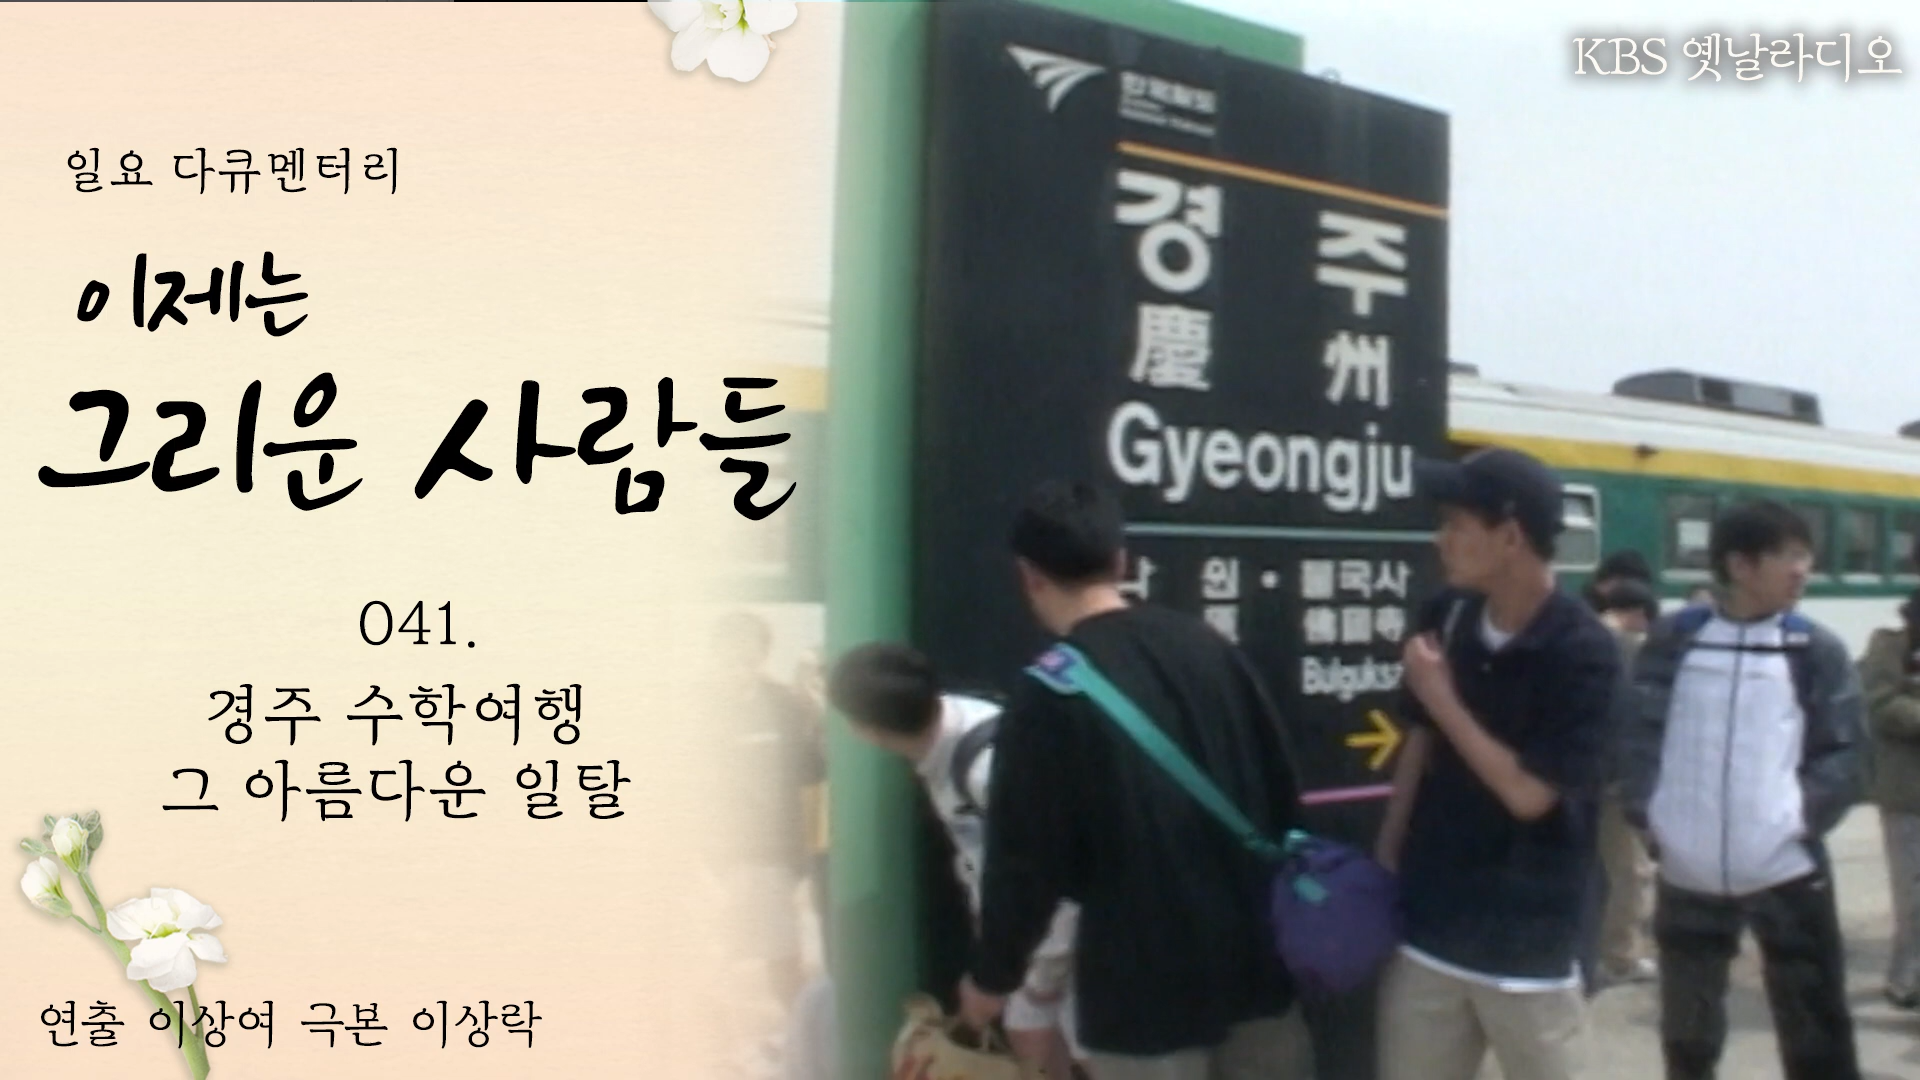 KBS 옛날라디오
일요 다큐멘터리
이제는
그리운 사람들
041.
경주 수학여행
그 아름다운 일탈
연출 이상여 극본 이상락
경주
慶州
Gyeongju
나원 · 불국사
佛國寺
Bulguksa